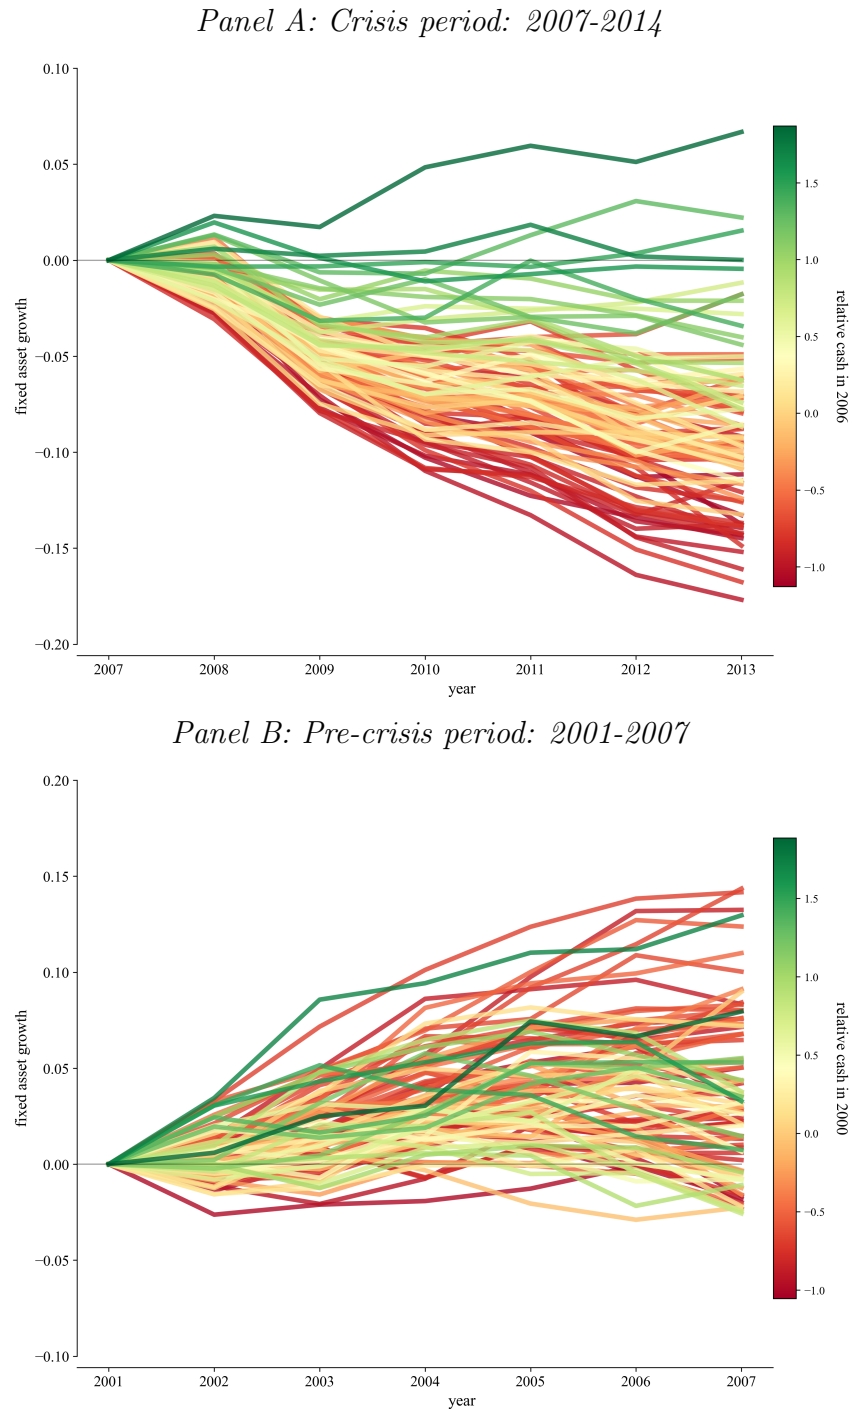 Panel A: Crisis period: 2007-2014
0.10
0.05
0.00
−0.05
−0.10
−0.15
−0.20
fixed asset growth
2007 2008 2009 2010 2011 2012 2013
year
1.5
1.0
0.5
0.0
−0.5
−1.0
relative cash in 2006
Panel B: Pre-crisis period: 2001-2007
0.20
0.15
0.10
0.05
0.00
−0.05
−0.10
fixed asset growth
2001 2002 2003 2004 2005 2006 2007
year
1.5
1.0
0.5
0.0
−0.5
−1.0
relative cash in 2000